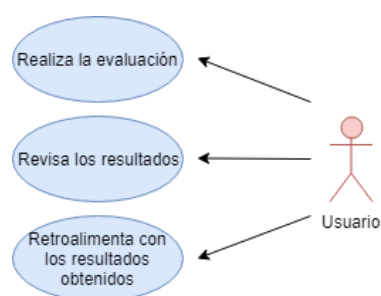 Realiza la evaluación
Revisa los resultados
Usuario
Retroalimenta con
los resultados
obtenidos